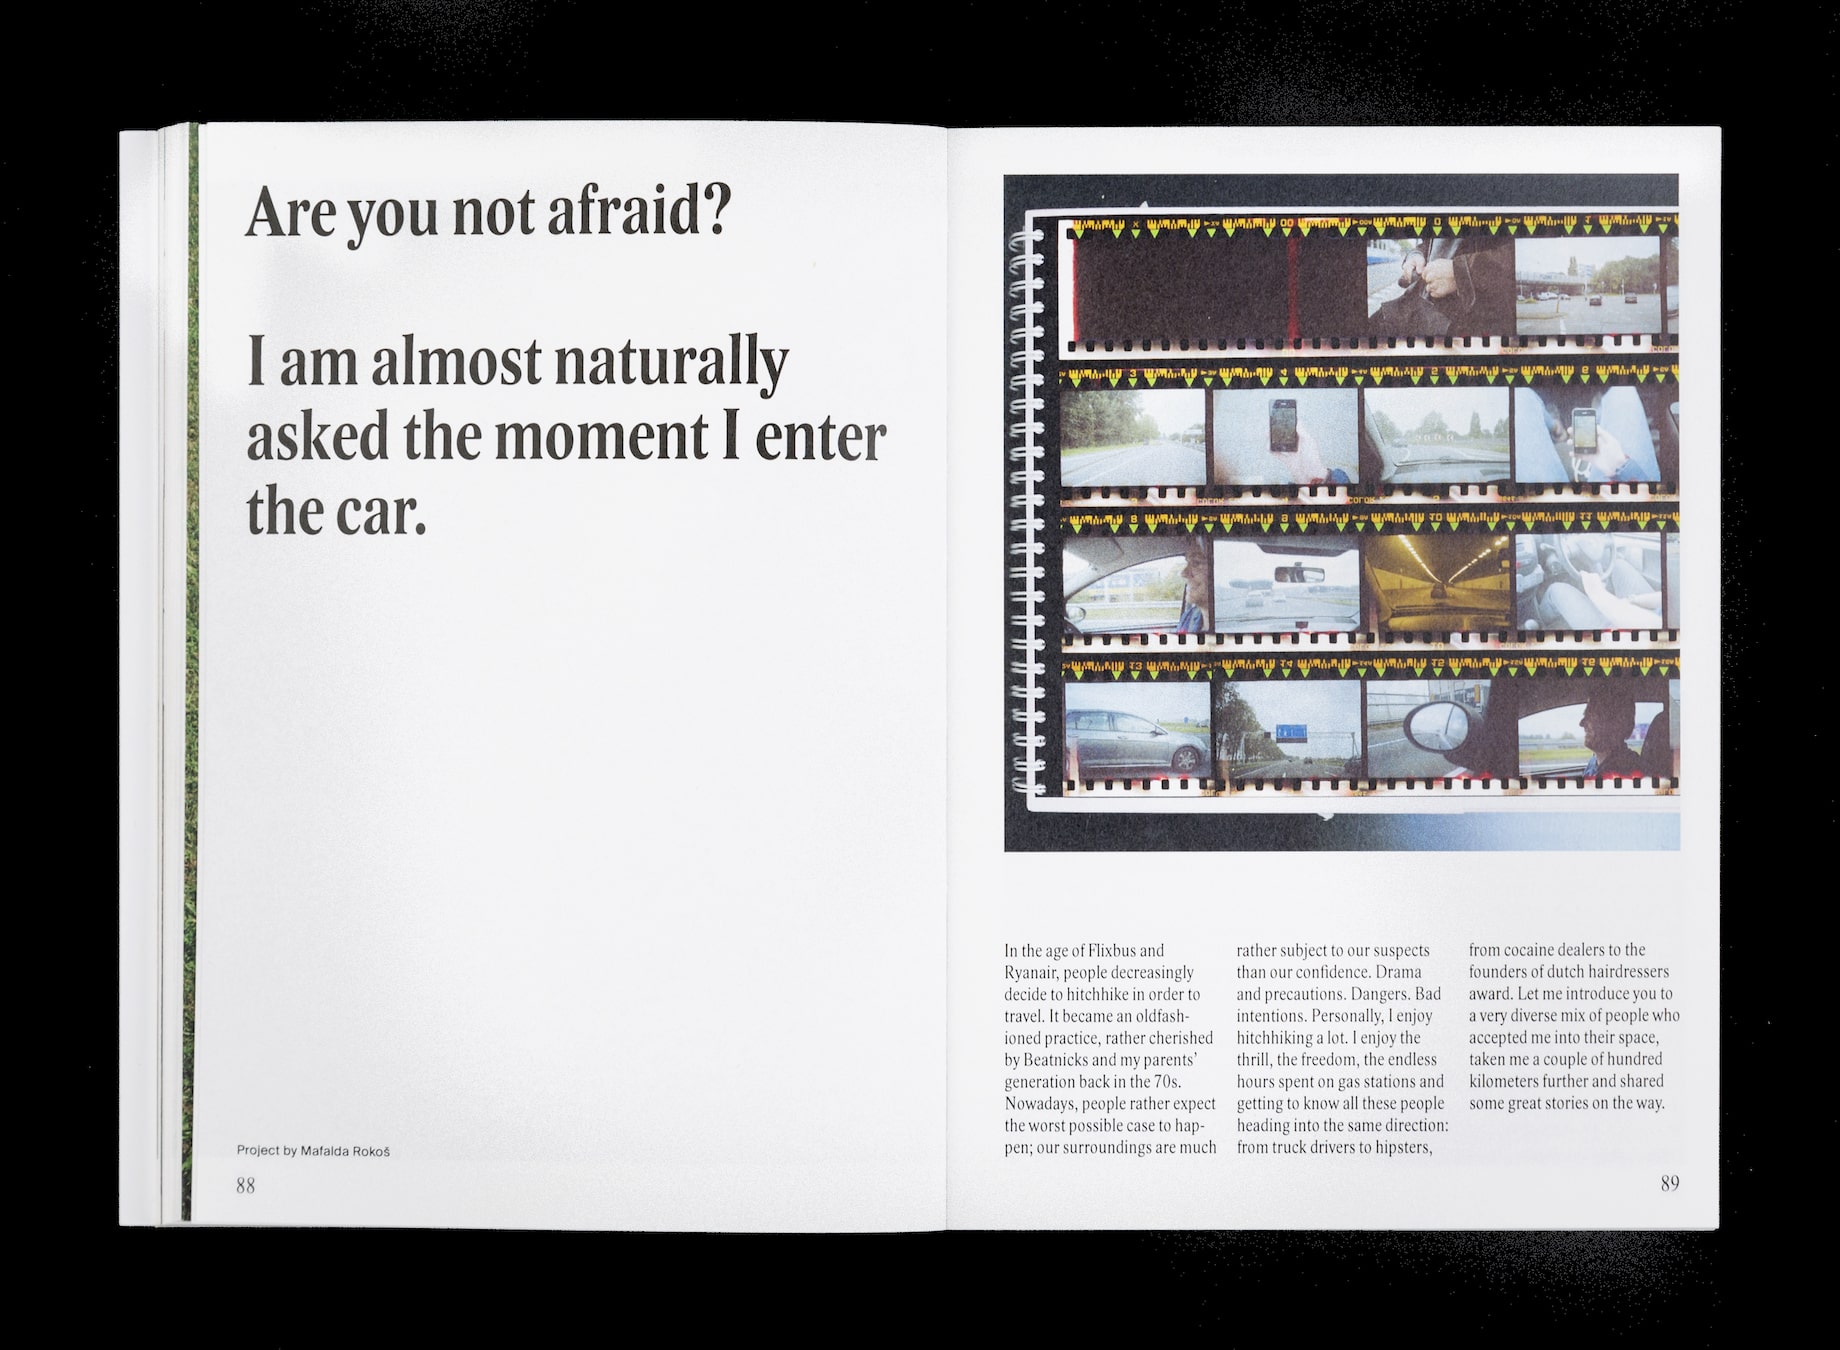 Are you not afraid?
I am almost naturally
asked the moment I enter
the car.
Project by Mafalda Rokoš
88
In the age of Flixbus and
Ryanair, people decreasingly
decide to hitchhike in order to
travel. It became an oldfash-
ioned practice, rather cherished
by Beatnicks and my parents’
generation back in the 70s.
Nowadays, people rather expect
the worst possible case to hap-
pen; our surroundings are much
rather subject to our suspects
than our confidence. Drama
and precautions. Dangers. Bad
intentions. Personally, I enjoy
hitchhiking a lot. I enjoy the
thrill, the freedom, the endless
hours spent on gas stations and
getting to know all these people
heading into the same direction:
from truck drivers to hipsters,
from cocaine dealers to the
founders of dutch hairdressers
award. Let me introduce you to
a very diverse mix of people who
accepted me into their space,
taken me a couple of hundred
kilometers further and shared
some great stories on the way.
89